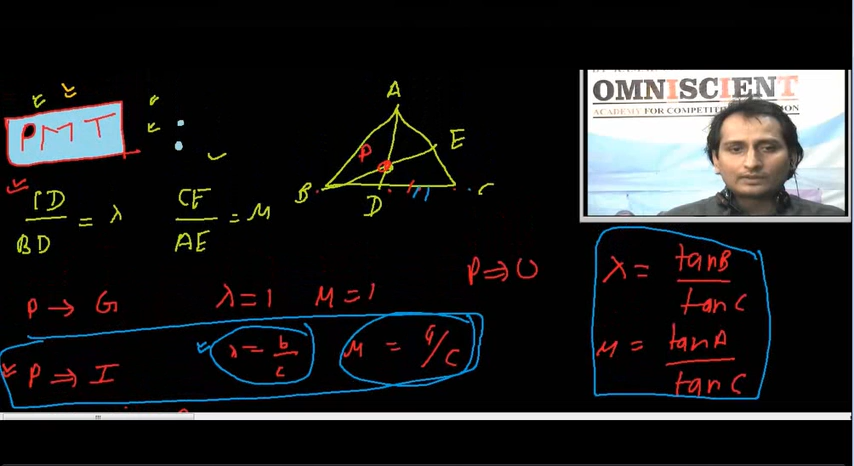 OMNISCIENT
ACADEMY FOR COMPETITI
PMT :
A
P
E
B
D
C
CD/BD = λ
CE/AE = μ
P ⇒ O
P → G λ = 1 μ = 1
P ⇒ I λ = b/c μ = a/c
λ = tanB/tanC
μ = tanA/tanC